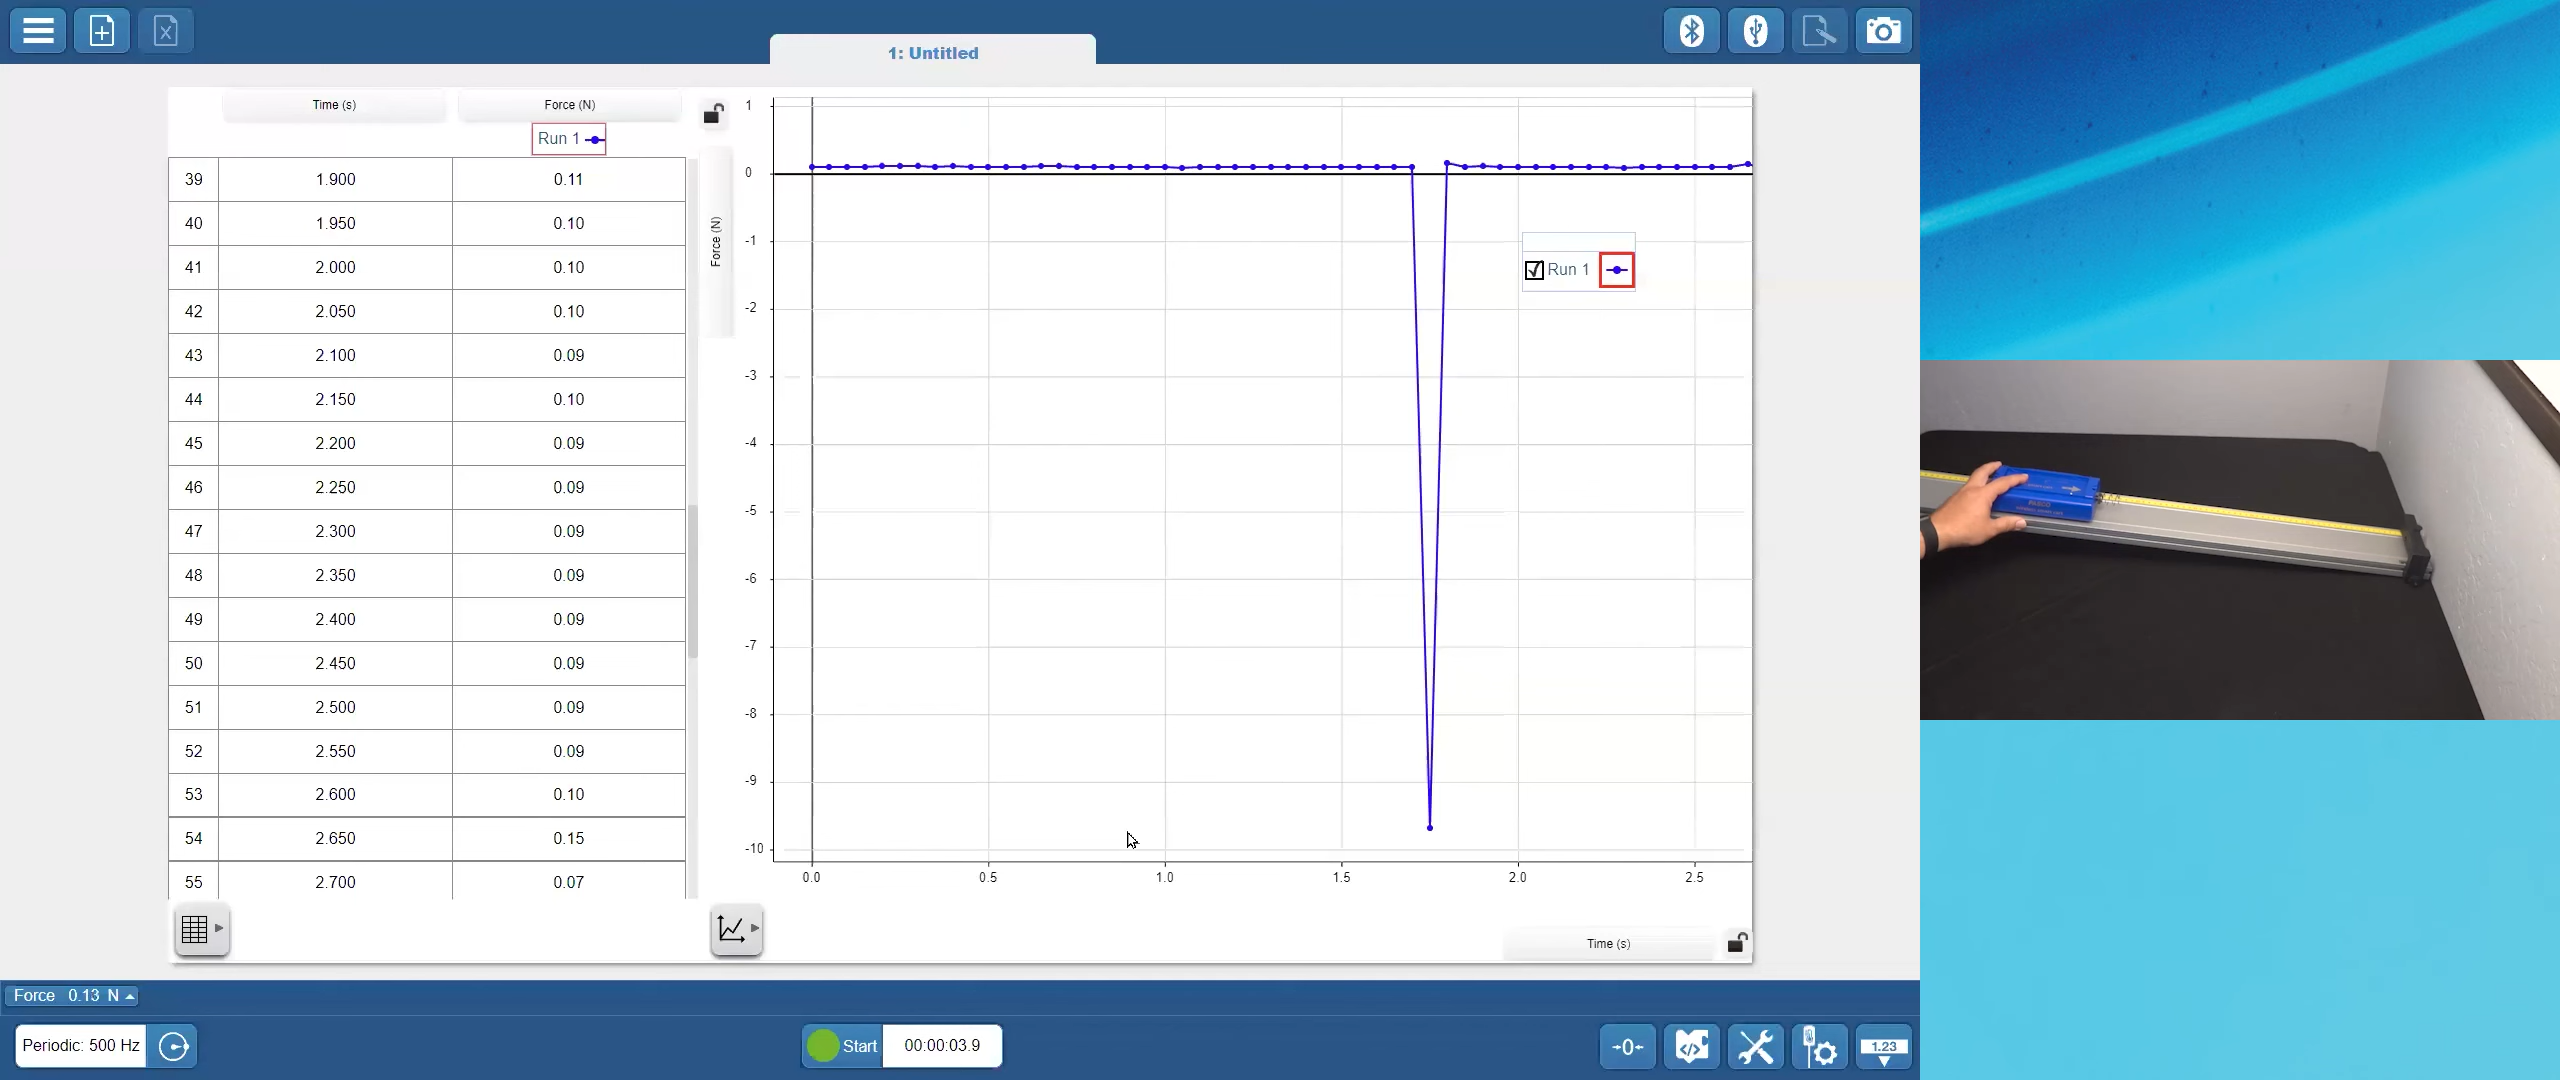 1: Untitled
Time (s) Force (N)
Run 1
39 1.900 0.11
40 1.950 0.10
41 2.000 0.10
42 2.050 0.10
43 2.100 0.09
44 2.150 0.10
45 2.200 0.09
46 2.250 0.09
47 2.300 0.09
48 2.350 0.09
49 2.400 0.09
50 2.450 0.09
51 2.500 0.09
52 2.550 0.09
53 2.600 0.10
54 2.650 0.15
55 2.700 0.07
Force (N)
1
0
-1
-2
-3
-4
-5
-6
-7
-8
-9
-10
Run 1
0.0 0.5 1.0 1.5 2.0 2.5
Time (s)
PASCO
Force 0.13 N
Periodic: 500 Hz
Start 00:00:03.9
-0-
</>
1.23